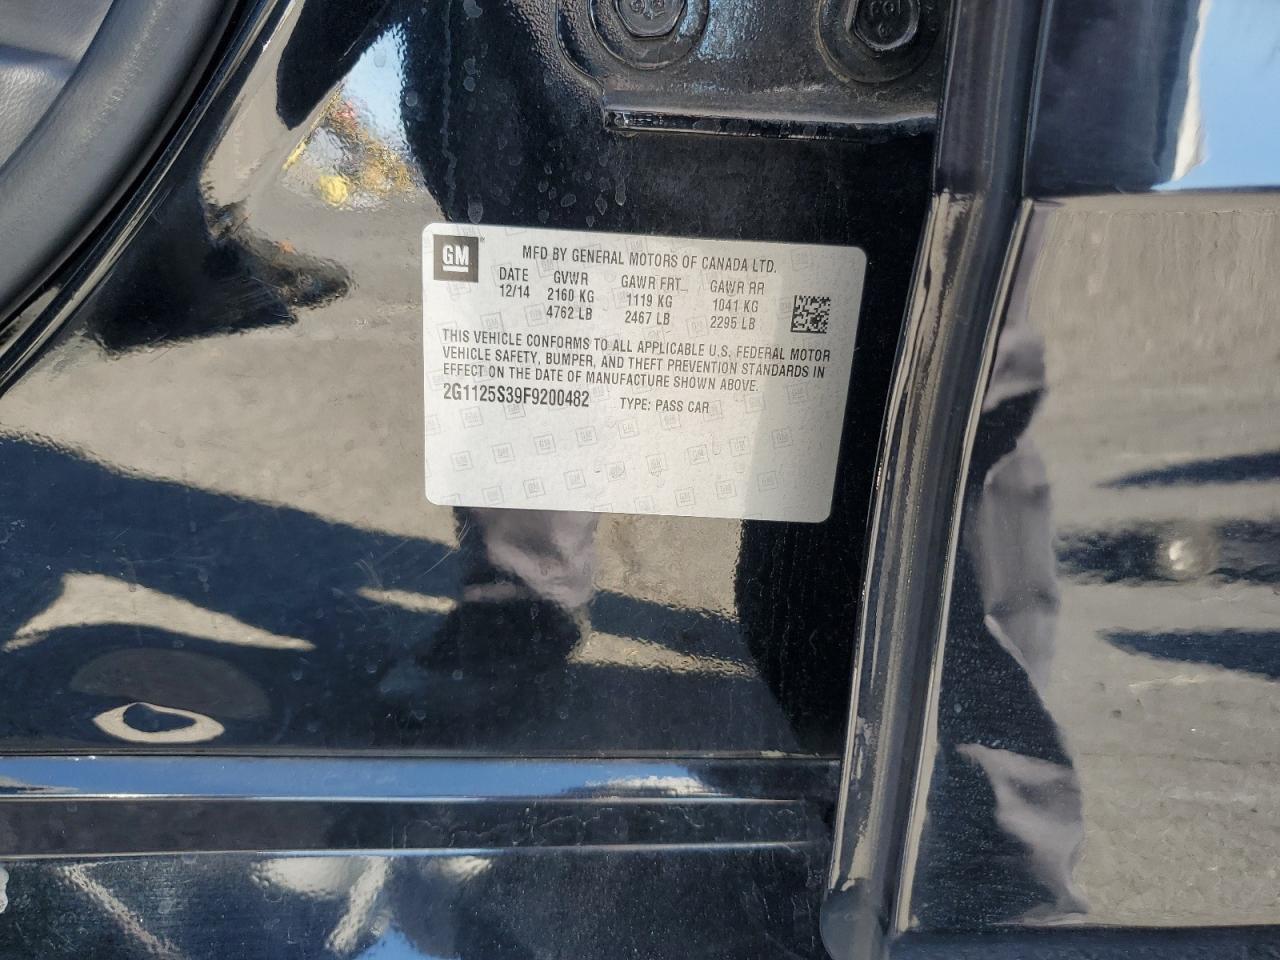 GM
MFD BY GENERAL MOTORS OF CANADA LTD.
DATE GVWR GAWR FRT GAWR RR
12/14 2160 KG 1119 KG 1041 KG
4762 LB 2467 LB 2295 LB
THIS VEHICLE CONFORMS TO ALL APPLICABLE U.S. FEDERAL MOTOR
VEHICLE SAFETY, BUMPER, AND THEFT PREVENTION STANDARDS IN
EFFECT ON THE DATE OF MANUFACTURE SHOWN ABOVE.
2G1125S39F9200482 TYPE: PASS CAR